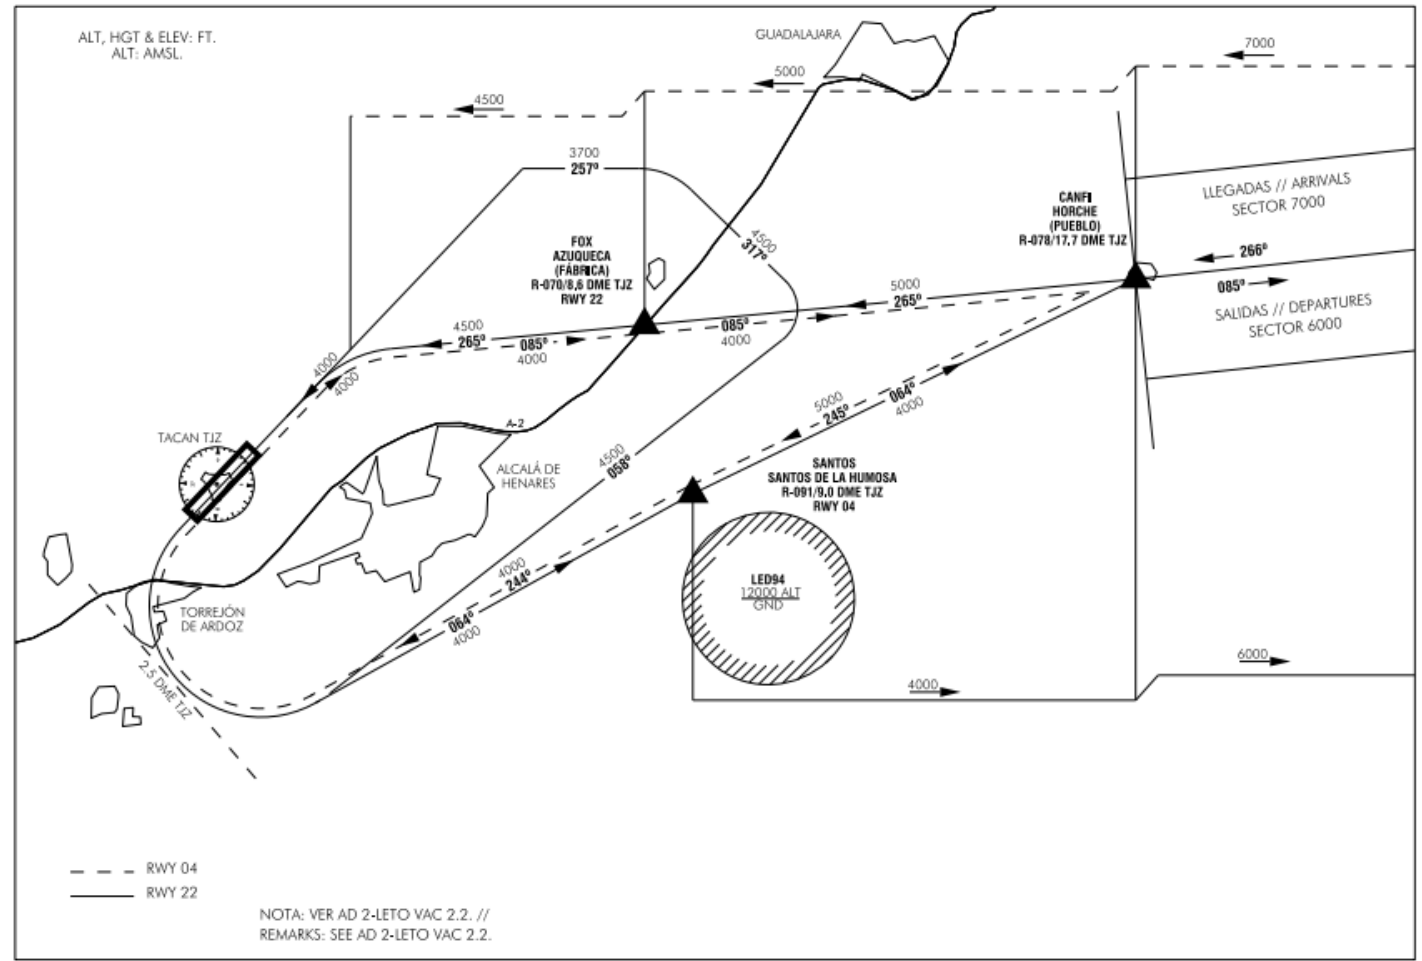 ALT, HGT & ELEV: FT.
ALT: AMSL.
GUADALAJARA
7000
5000
4500
3700
257º
4500
317º
LLEGADAS // ARRIVALS
SECTOR 7000
CANFI
HORCHE
(PUEBLO)
R-078/17,7 DME TJZ
FOX
AZUQUECA
(FÁBRICA)
R-070/8,6 DME TJZ
RWY 22
266º
085º
SALIDAS // DEPARTURES
SECTOR 6000
5000
265º
085º
4000
4500
265º
085º
4000
4000
4000
5000
245º
064º
4000
A-2
TACAN TJZ
ALCALÁ DE
HENARES
4500
058º
SANTOS
SANTOS DE LA HUMOSA
R-091/9,0 DME TJZ
RWY 04
4000
244º
064º
4000
LED94
12000 ALT
GND
TORREJÓN
DE ARDOZ
2.5 DME TJZ
6000
4000
RWY 04
RWY 22
NOTA: VER AD 2-LETO VAC 2.2. //
REMARKS: SEE AD 2-LETO VAC 2.2.